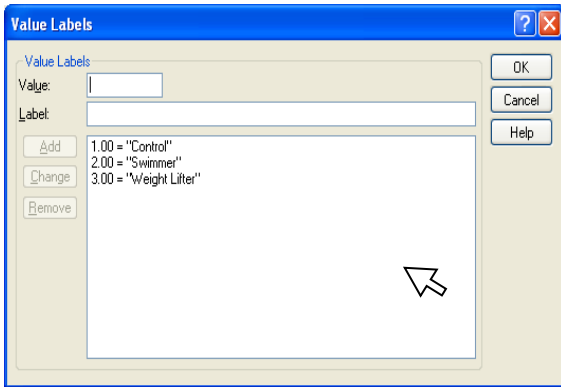 Value Labels
Value Labels
Value:
Label:
Add
Change
Remove
1.00 = "Control"
2.00 = "Swimmer"
3.00 = "Weight Lifter"
OK
Cancel
Help